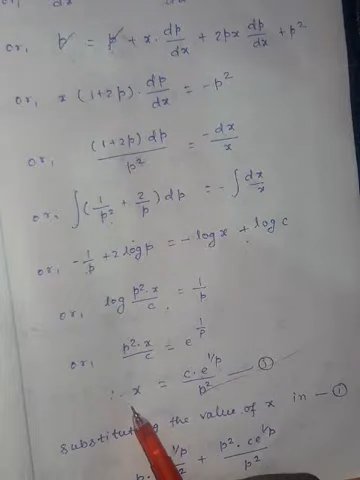 or, p = p + x · dp/dx + 2px dp/dx + p²
or, x (1+2p) · dp/dx = -p²
or, (1+2p) dp / p² = -dx/x
or, ∫(1/p² + 2/p) dp = -∫ dx/x
or, -1/p + 2 log p = -log x + log c
or, log p²·x/c = 1/p
or, p²·x/c = e^(1/p)
∴ x = c·e^(1/p) / p² — ①
substituting the value of x in — ①
+ p²·ce^(1/p) / p²